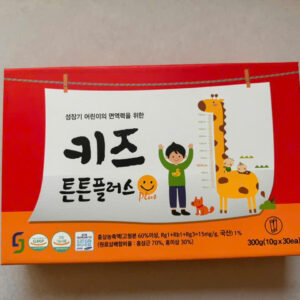 성장기 어린이의 면역력을 위한
키즈
튼튼플러스
Plus
홍삼농축액(고형분 60%이상, Rg1+Rb1+Rg3=15mg/g, 국산) 1%
(원료삼배합비율 : 홍삼근 70%, 홍미삼 30%)
300g(10g x 30ea)